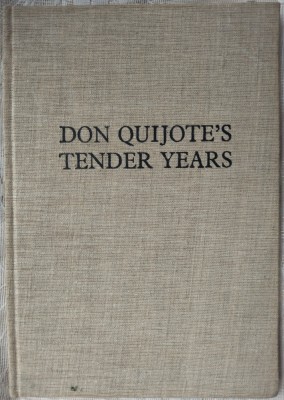 DON QUIJOTE'S
TENDER YEARS